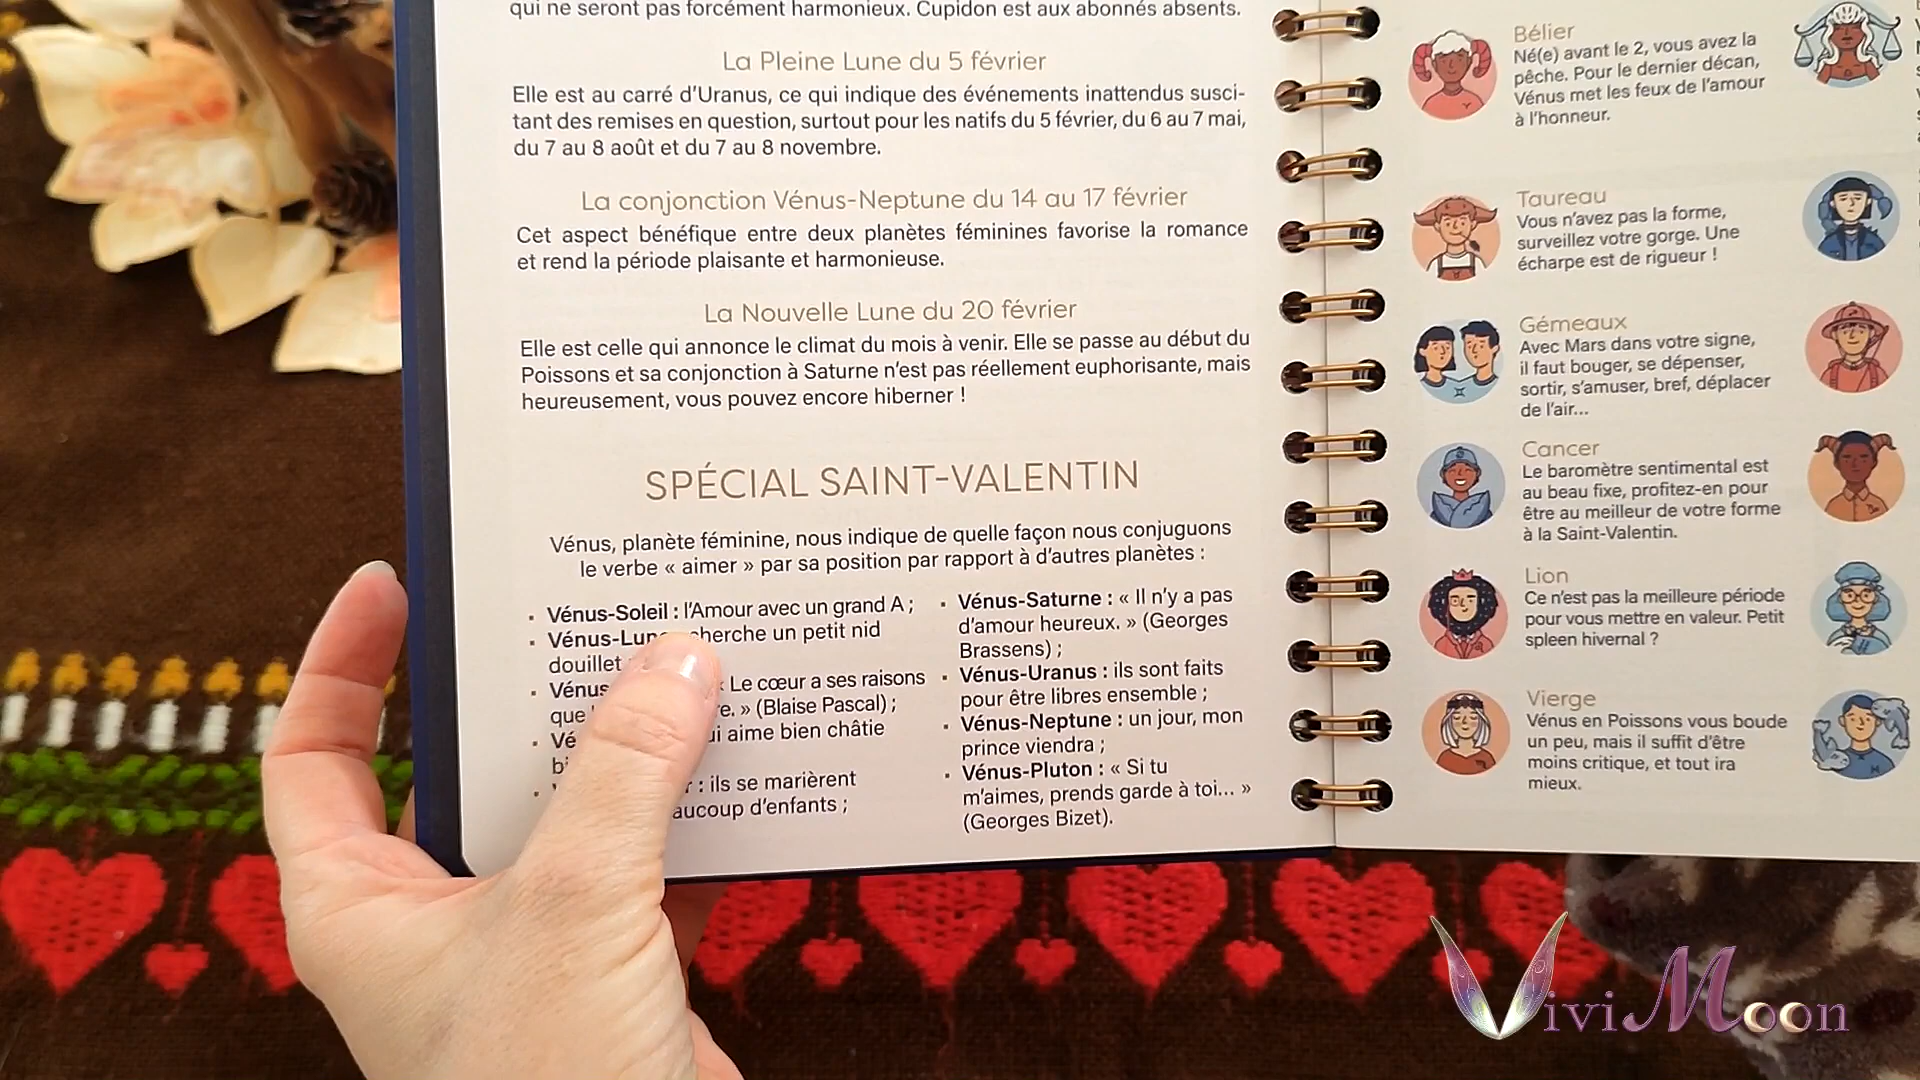 qui ne seront pas forcément harmonieux. Cupidon est aux abonnés absents.
La Pleine Lune du 5 février
Elle est au carré d'Uranus, ce qui indique des événements inattendus susci-
tant des remises en question, surtout pour les natifs du 5 février, du 6 au 7 mai,
du 7 au 8 août et du 7 au 8 novembre.
La conjonction Vénus-Neptune du 14 au 17 février
Cet aspect bénéfique entre deux planètes féminines favorise la romance
et rend la période plaisante et harmonieuse.
La Nouvelle Lune du 20 février
Elle est celle qui annonce le climat du mois à venir. Elle se passe au début du
Poissons et sa conjonction à Saturne n'est pas réellement euphorisante, mais
heureusement, vous pouvez encore hiberner !
SPÉCIAL SAINT-VALENTIN
Vénus, planète féminine, nous indique de quelle façon nous conjuguons
le verbe « aimer » par sa position par rapport à d'autres planètes :
▪ Vénus-Soleil : l'Amour avec un grand A ;
▪ Vénus-Lune cherche un petit nid
douillet
▪ Vénus « Le cœur a ses raisons
que » (Blaise Pascal) ;
▪ aime bien châtie
▪ : ils se marièrent
d'enfants ;
▪ Vénus-Saturne : « Il n'y a pas
d'amour heureux. » (Georges
Brassens) ;
▪ Vénus-Uranus : ils sont faits
pour être libres ensemble ;
▪ Vénus-Neptune : un jour, mon
prince viendra ;
▪ Vénus-Pluton : « Si tu
m'aimes, prends garde à toi... »
(Georges Bizet).
Bélier
Né(e) avant le 2, vous avez la
pêche. Pour le dernier décan,
Vénus met les feux de l'amour
à l'honneur.
Taureau
Vous n'avez pas la forme,
surveillez votre gorge. Une
écharpe est de rigueur !
Gémeaux
Avec Mars dans votre signe,
il faut bouger, se dépenser,
sortir, s'amuser, bref, déplacer
de l'air...
Cancer
Le baromètre sentimental est
au beau fixe, profitez-en pour
être au meilleur de votre forme
à la Saint-Valentin.
Lion
Ce n'est pas la meilleure période
pour vous mettre en valeur. Petit
spleen hivernal ?
Vierge
Vénus en Poissons vous boude
un peu, mais il suffit d'être
moins critique, et tout ira
mieux.
ViviMoon